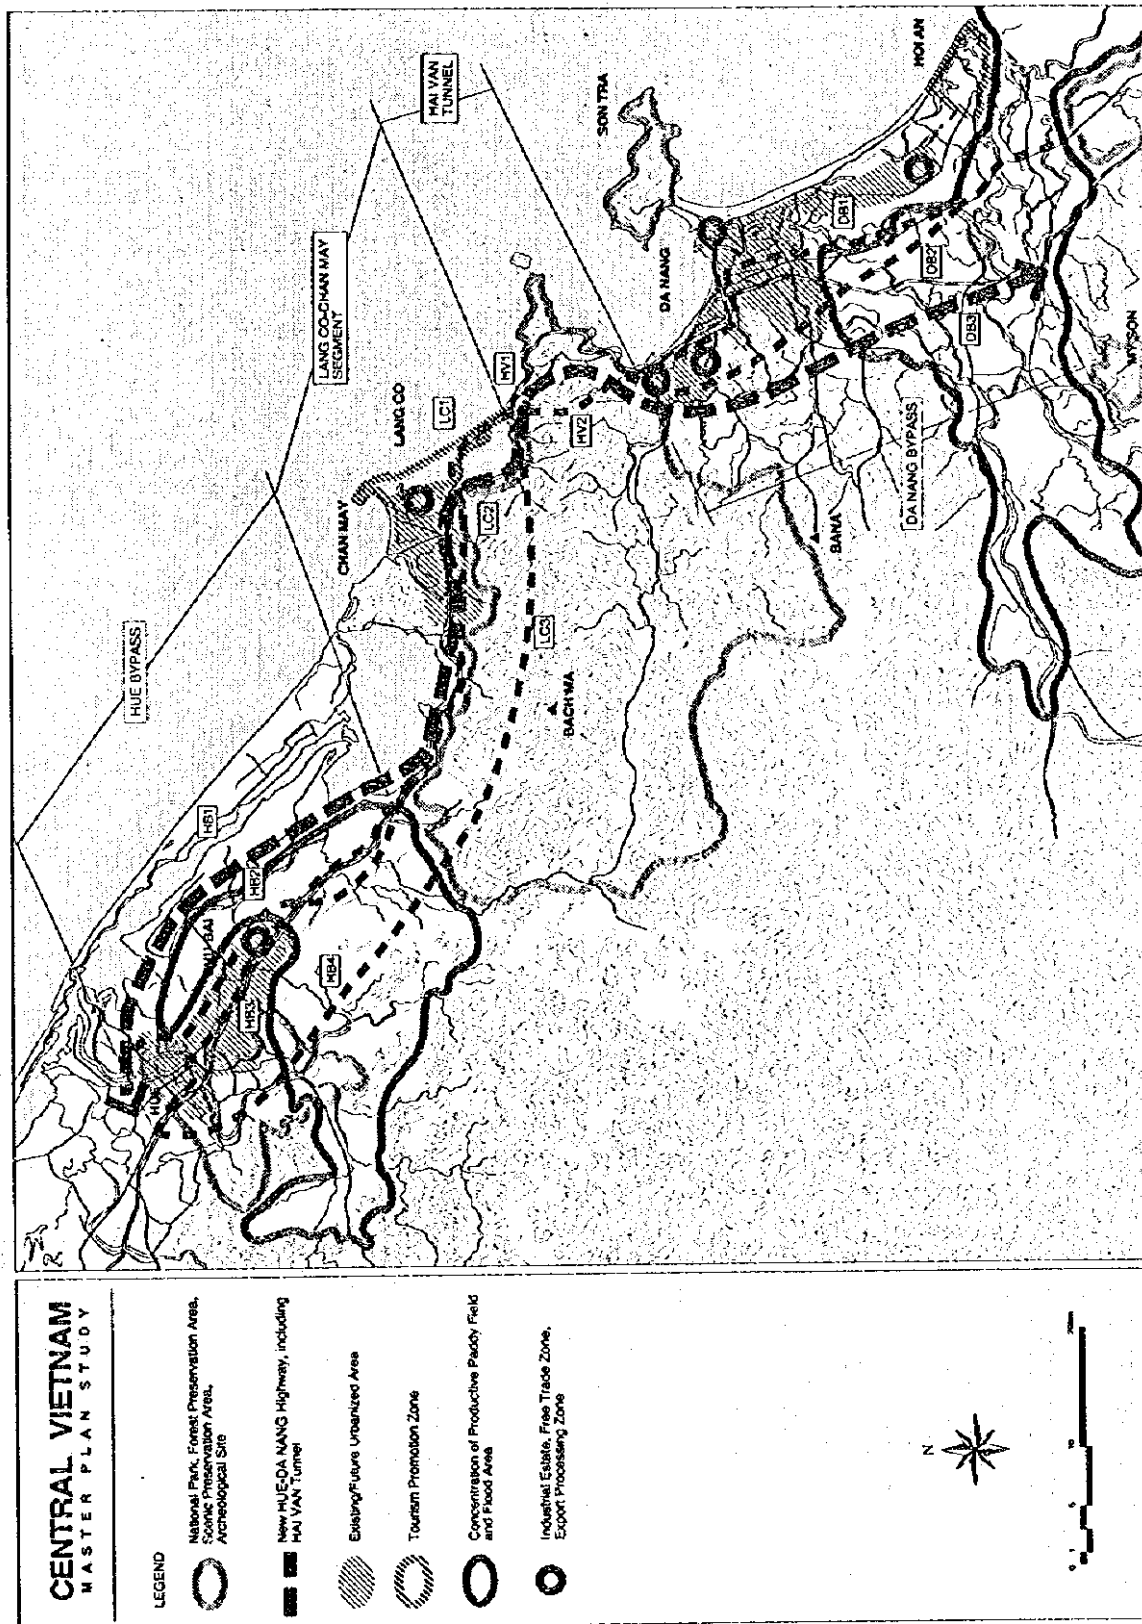 CENTRAL VIETNAM
MASTER PLAN STUDY
LEGEND
National Park, Forest Preservation Area,
Scenic Preservation Area,
Archeological Site
New HUE-DA NANG Highway, including
HAI VAN Tunnel
Existing/Future Urbanized Area
Tourism Promotion Zone
Concentration of Productive Paddy Field
and Flood Area
Industrial Estate, Free Trade Zone,
Export Processing Zone
N
0 1 5 10
HUE BYPASS
LANG CO-CHAN MAY
SEGMENT
HAI VAN
TUNNEL
HB1
HB2
HB3
HB4
CHAN MAY
LANG CO
LC1
LC2
LC3
HV1
HV2
BACH MA
SON TRA
DA NANG
HOI AN
DB1
DB2
DB3
DA NANG BYPASS
BANA
MY SON